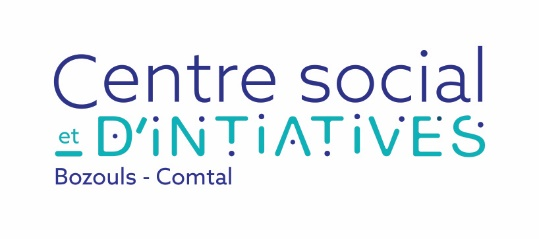 Centre social
et D'INTIATIVES
Bozouls - Comtal